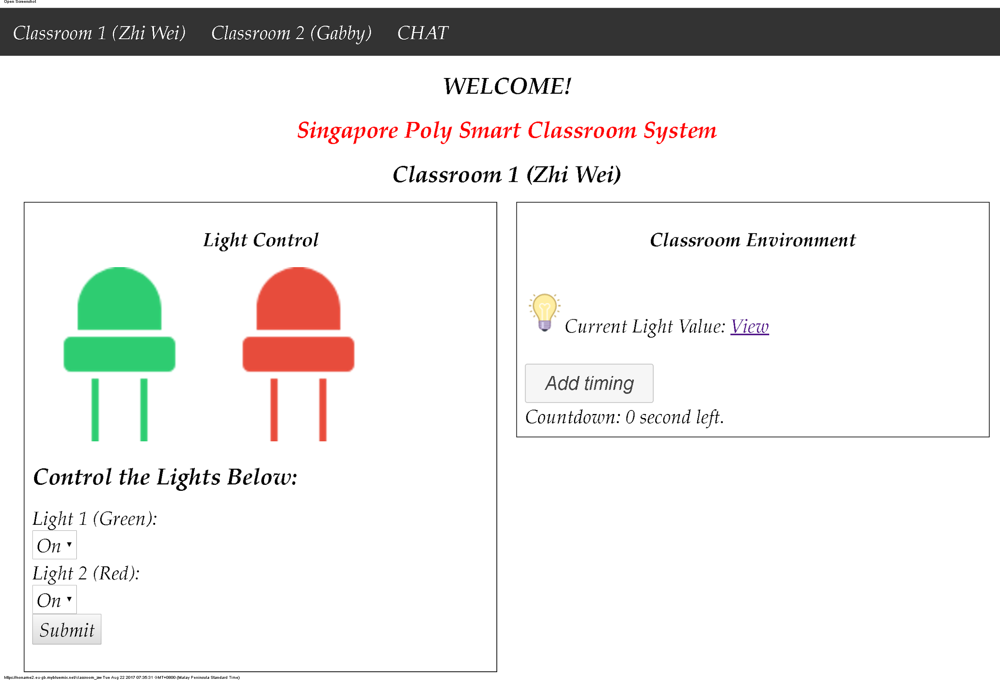 Open Screenshot
Classroom 1 (Zhi Wei) Classroom 2 (Gabby) CHAT
WELCOME!
Singapore Poly Smart Classroom System
Classroom 1 (Zhi Wei)
Light Control
Control the Lights Below:
Light 1 (Green):
On
Light 2 (Red):
On
Submit
Classroom Environment
Current Light Value: View
Add timing
Countdown: 0 second left.
https://noname2.eu-gb.mybluemix.net/classroom_zw Tue Aug 22 2017 07:35:31 GMT+0800 (Malay Peninsula Standard Time)